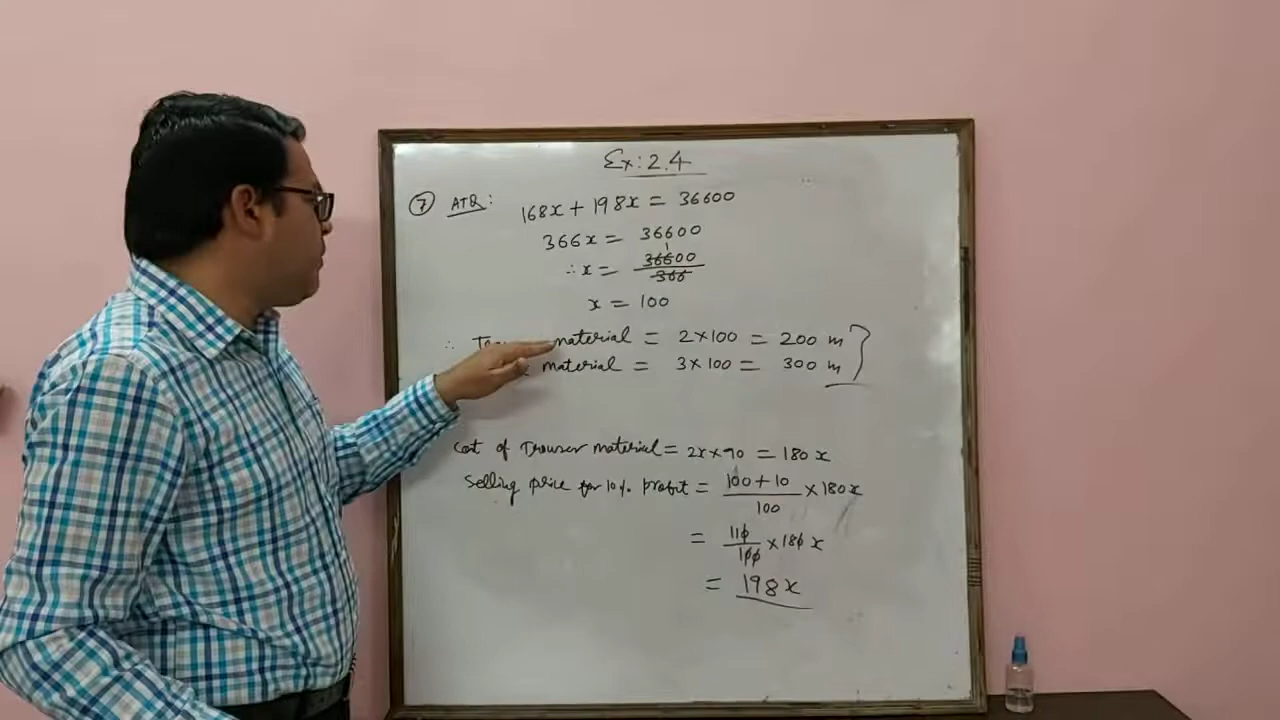 Ex: 2.4
7 ATQ: 168x + 198x = 36600
366x = 36600
∴ x = 36600 / 366
1
x = 100
∴ material = 2×100 = 200 m
material = 3×100 = 300 m
Cost of Trouser material = 2x×90 = 180x
Selling price for 10% profit = 100+10 / 100 ×180x
= 110 / 100 ×180x
= 198x